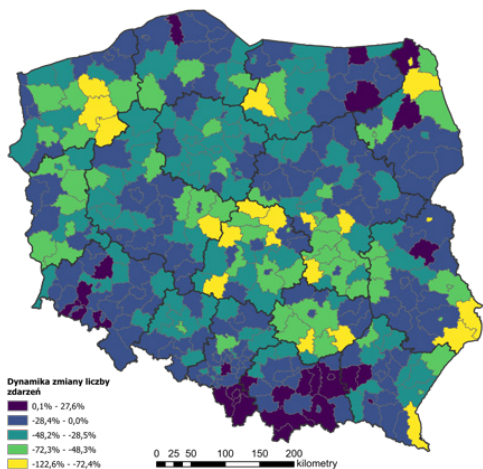 Dynamika zmiany liczby
zdarzeń
0,1% - 27,6%
-28,4% - 0,0%
-48,2% - -28,5%
-72,3% - -48,3%
-122,6% - -72,4%
0 25 50 100 150 200
kilometry